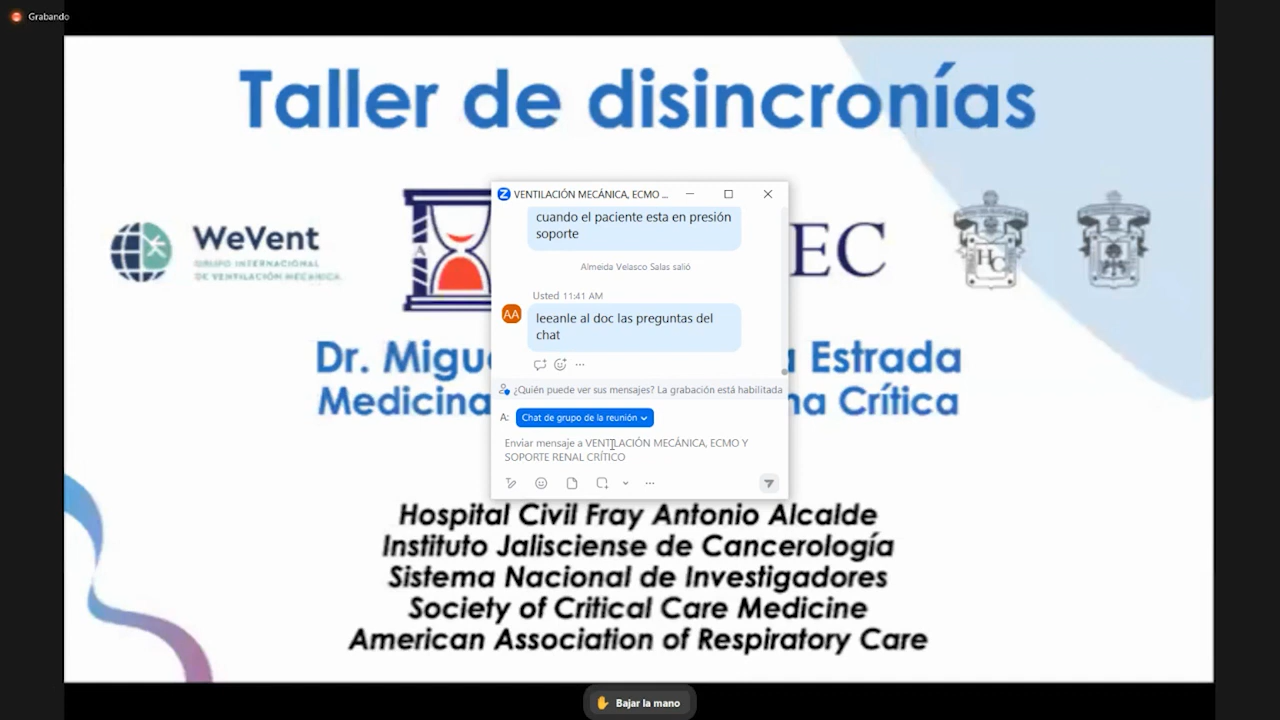 Grabando
Taller de disincronías
WeVent
GRUPO INTERNACIONAL
DE VENTILACIÓN MECÁNICA
A
EC
HC
VENTILACIÓN MECÁNICA, ECMO ...
cuando el paciente esta en presión
soporte
Almeida Velasco Salas salió
Usted 11:41 AM
AA
leeanle al doc las preguntas del
chat
¿Quién puede ver sus mensajes? La grabación está habilitada
A: Chat de grupo de la reunión
Enviar mensaje a VENTILACIÓN MECÁNICA, ECMO Y
SOPORTE RENAL CRÍTICO
Dr. Migu a Estrada
Medicina na Crítica
Hospital Civil Fray Antonio Alcalde
Instituto Jalisciense de Cancerología
Sistema Nacional de Investigadores
Society of Critical Care Medicine
American Association of Respiratory Care
Bajar la mano